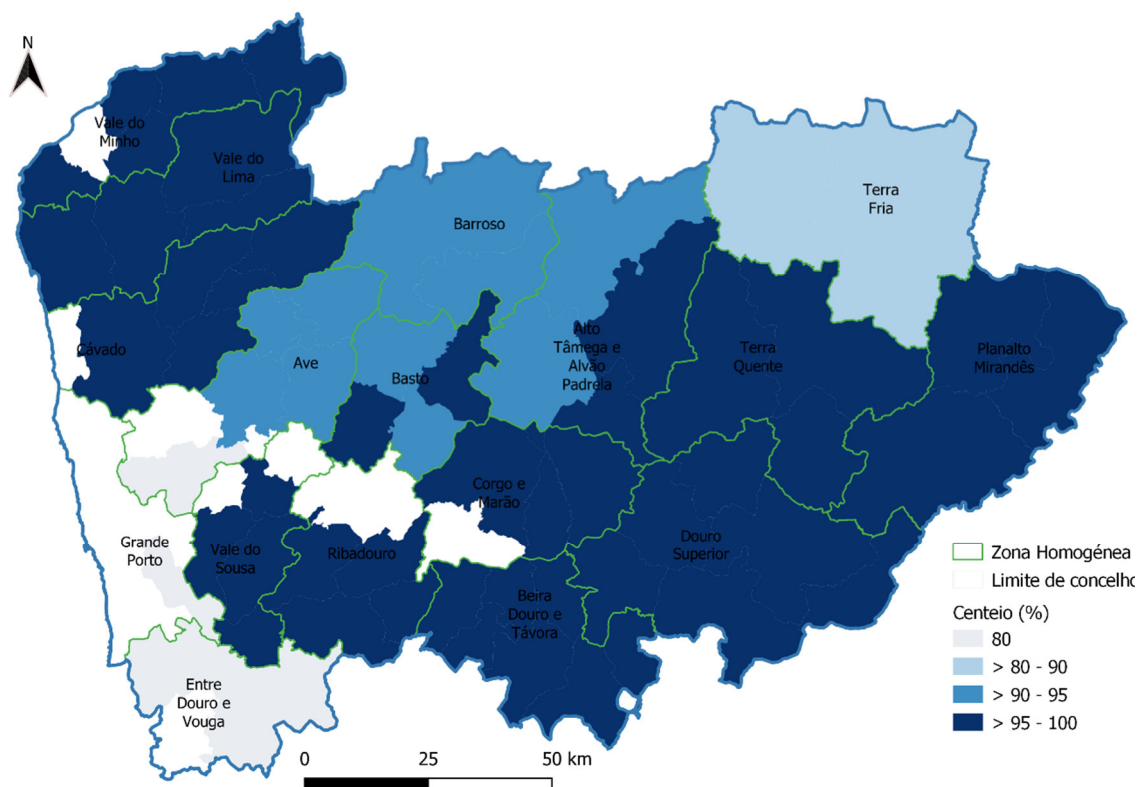 N
Vale do
Minho
Vale do
Lima
Barroso
Terra
Fria
Cávado
Ave
Basto
Alto
Tâmega e
Alvão
Padrela
Terra
Quente
Planalto
Mirandês
Corgo e
Marão
Grande
Porto
Vale do
Sousa
Ribadouro
Douro
Superior
Beira
Douro e
Távora
Entre
Douro e
Vouga
Zona Homogénea
Limite de concelho
Centeio (%)
80
> 80 - 90
> 90 - 95
> 95 - 100
0 25 50 km